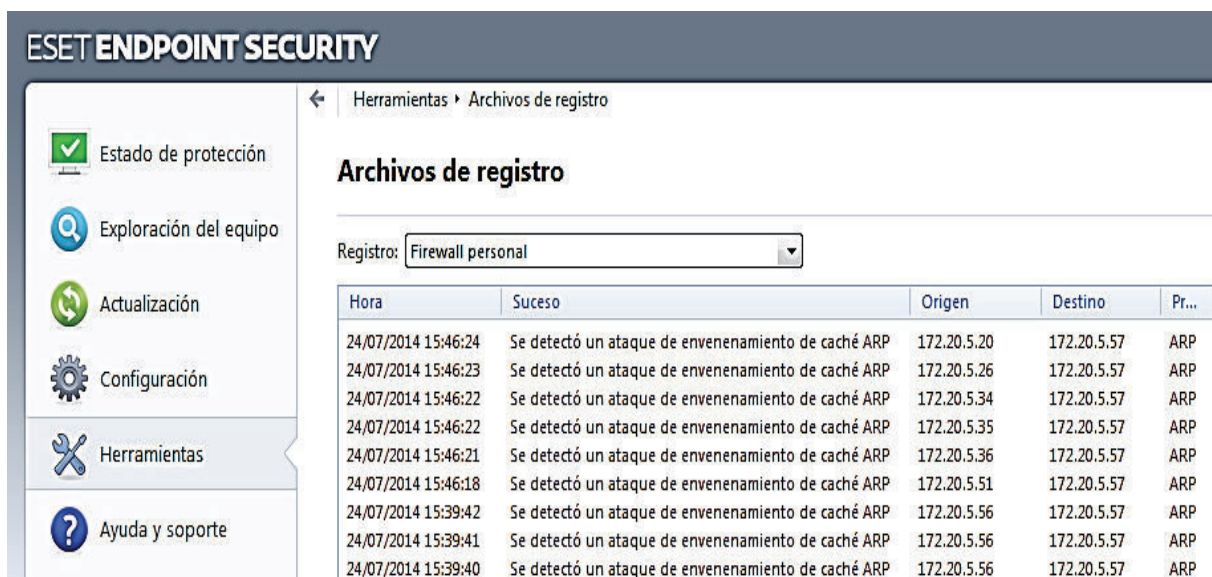 ESET ENDPOINT SECURITY
Herramientas ▸ Archivos de registro
Estado de protección
Exploración del equipo
Actualización
Configuración
Herramientas
Ayuda y soporte
Archivos de registro
Registro: Firewall personal
Hora Suceso Origen Destino Pr...
24/07/2014 15:46:24 Se detectó un ataque de envenenamiento de caché ARP 172.20.5.20 172.20.5.57 ARP
24/07/2014 15:46:23 Se detectó un ataque de envenenamiento de caché ARP 172.20.5.26 172.20.5.57 ARP
24/07/2014 15:46:22 Se detectó un ataque de envenenamiento de caché ARP 172.20.5.34 172.20.5.57 ARP
24/07/2014 15:46:22 Se detectó un ataque de envenenamiento de caché ARP 172.20.5.35 172.20.5.57 ARP
24/07/2014 15:46:21 Se detectó un ataque de envenenamiento de caché ARP 172.20.5.36 172.20.5.57 ARP
24/07/2014 15:46:18 Se detectó un ataque de envenenamiento de caché ARP 172.20.5.51 172.20.5.57 ARP
24/07/2014 15:39:42 Se detectó un ataque de envenenamiento de caché ARP 172.20.5.56 172.20.5.57 ARP
24/07/2014 15:39:41 Se detectó un ataque de envenenamiento de caché ARP 172.20.5.56 172.20.5.57 ARP
24/07/2014 15:39:40 Se detectó un ataque de envenenamiento de caché ARP 172.20.5.56 172.20.5.57 ARP